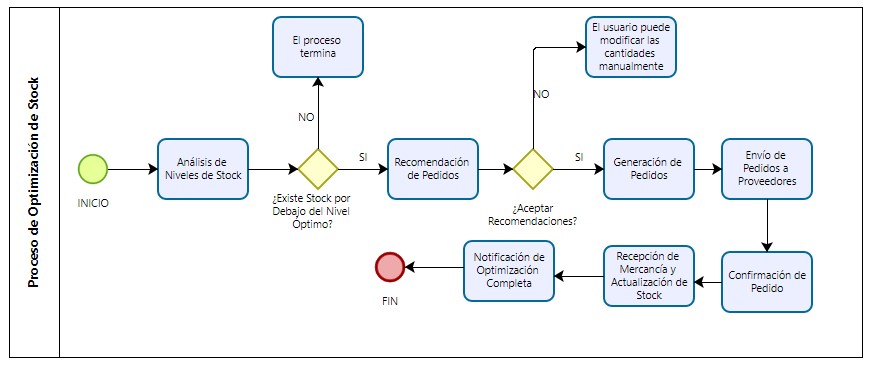 Proceso de Optimización de Stock
El proceso
termina
El usuario puede
modificar las
cantidades
manualmente
NO
NO
INICIO
Análisis de
Niveles de Stock
¿Existe Stock por
Debajo del Nivel
Óptimo?
SI
Recomendación
de Pedidos
¿Aceptar
Recomendaciones?
SI
Generación de
Pedidos
Envío de
Pedidos a
Proveedores
Confirmación de
Pedido
Recepción de
Mercancía y
Actualización de
Stock
Notificación de
Optimización
Completa
FIN